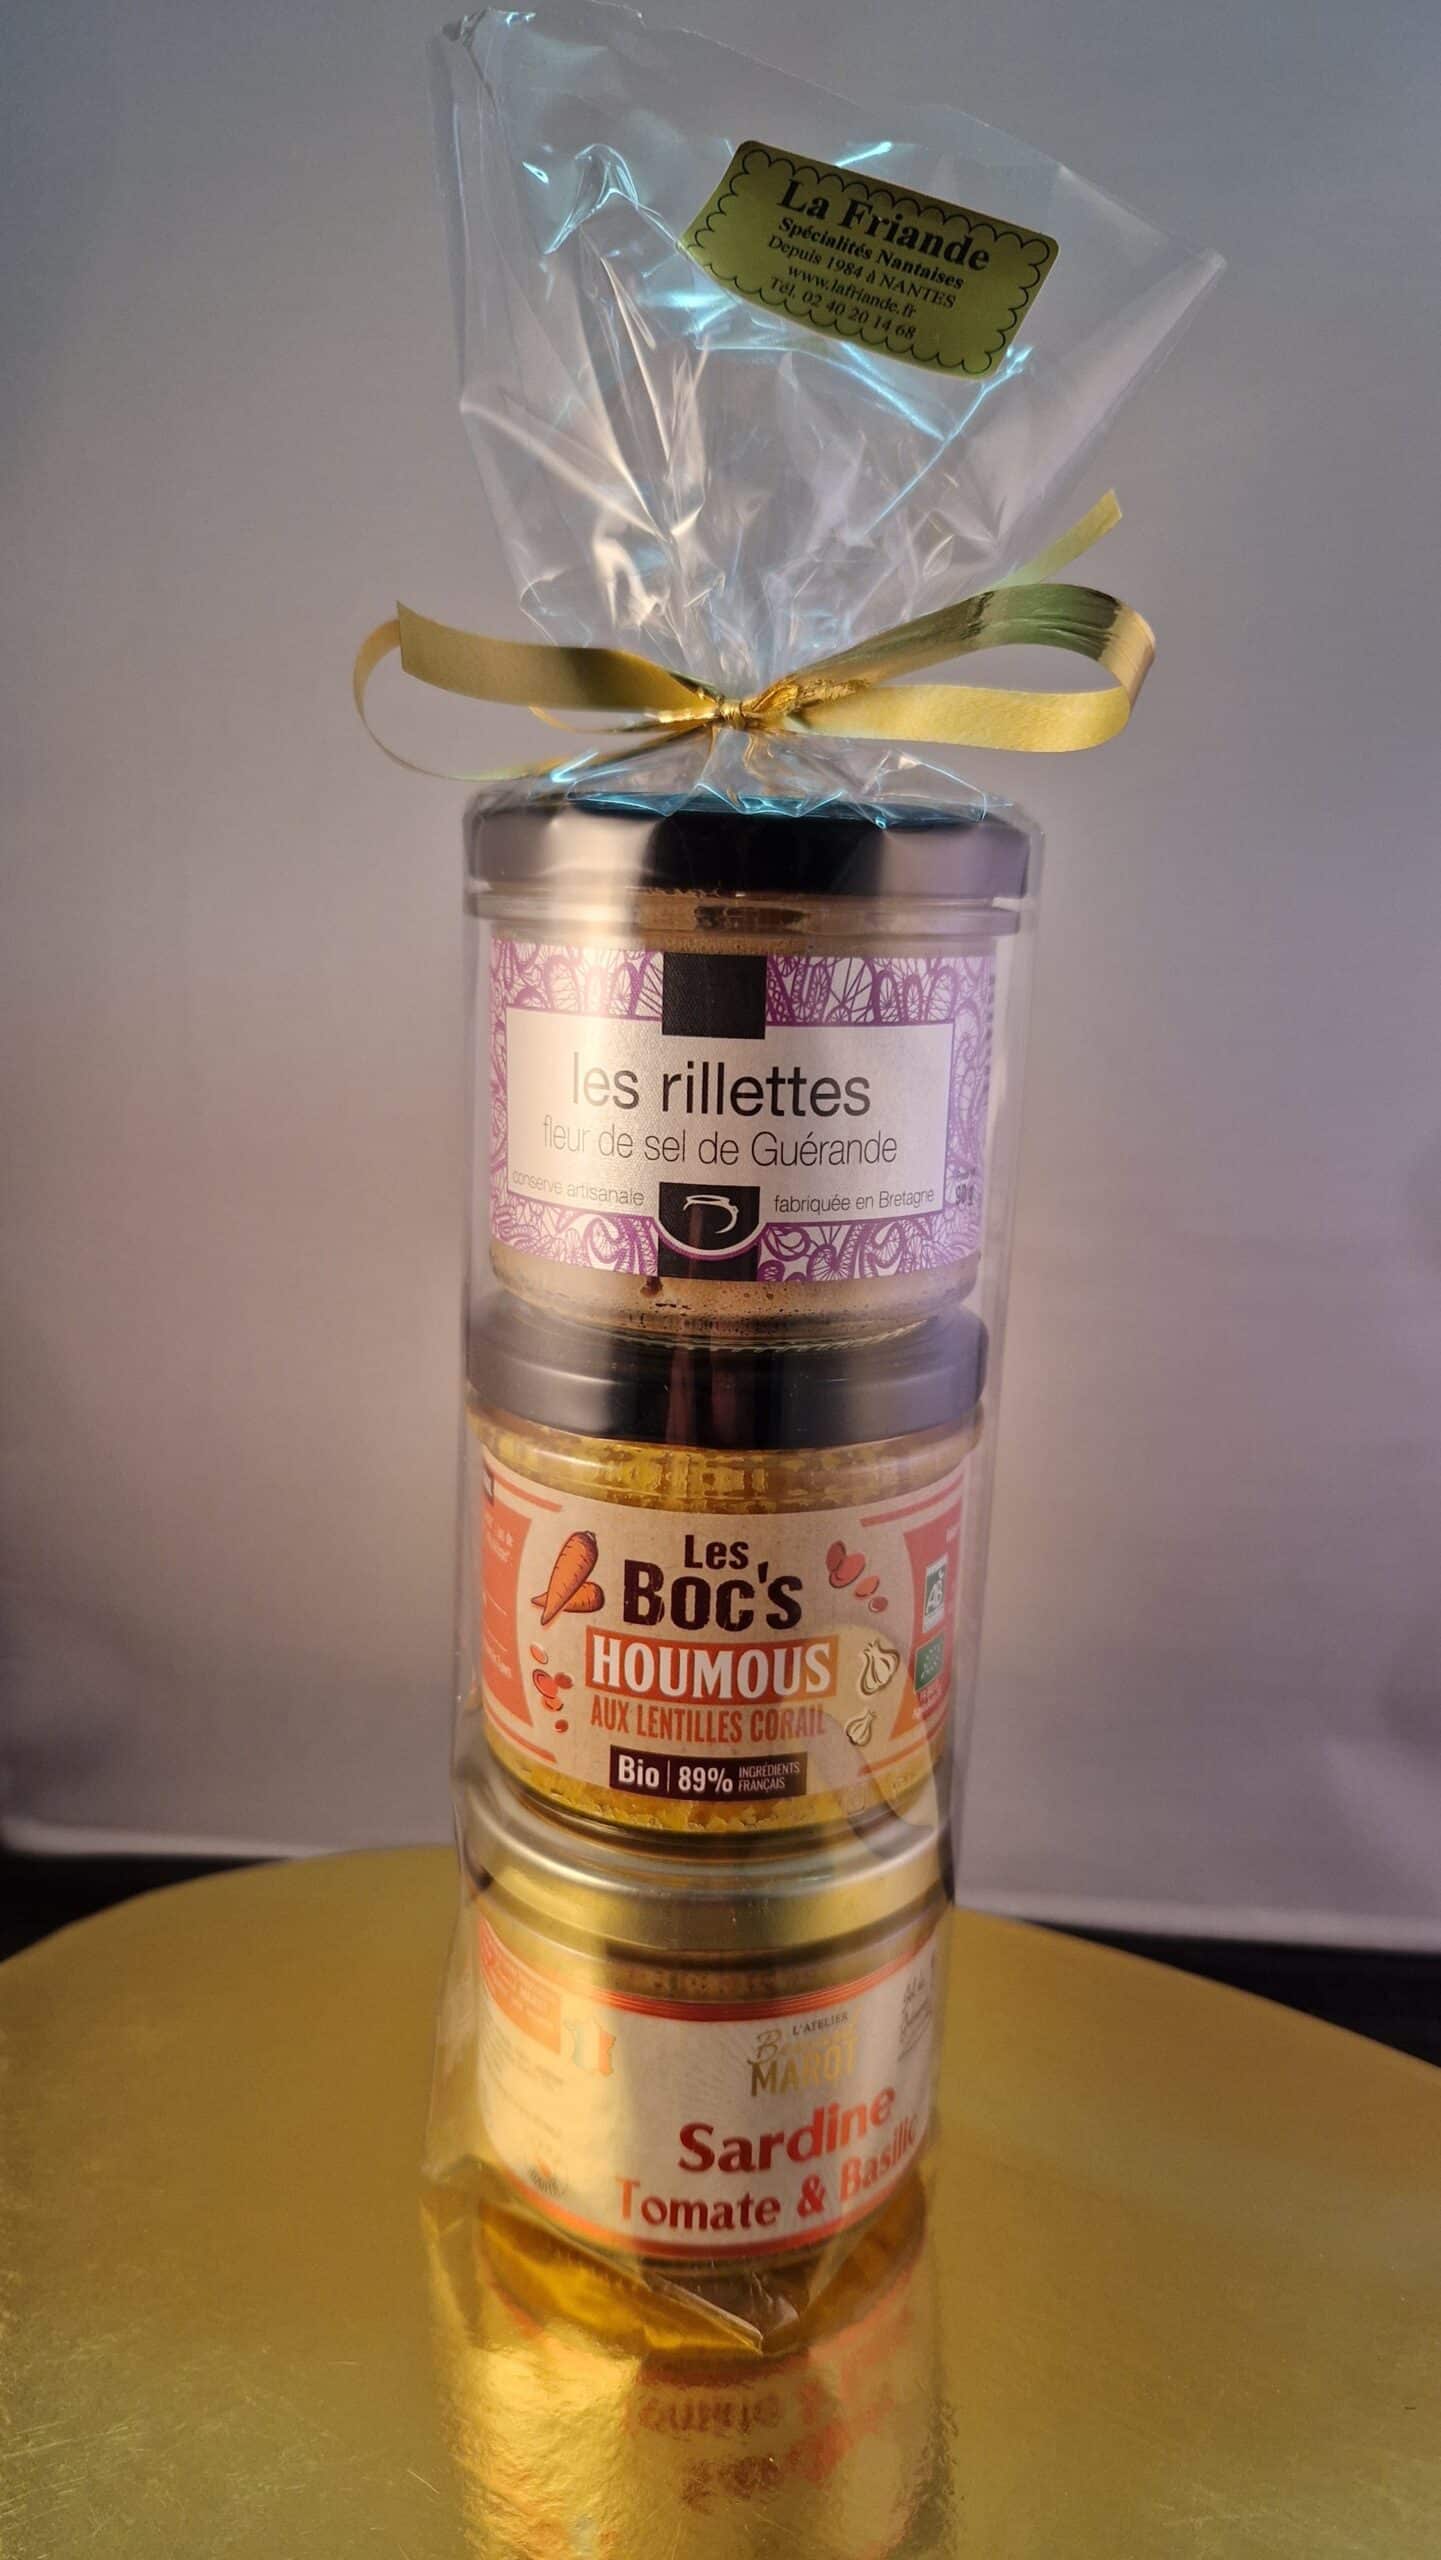 La Friande
Spécialités Nantaises
Depuis 1984 à NANTES
www.lafriande.fr
Tél. 02 40 20 14 68
les rillettes
fleur de sel de Guérande
conserve artisanale
fabriquée en Bretagne
90 g
Les
Boc's
HOUMOUS
AUX LENTILLES CORAIL
Bio | 89% INGRÉDIENTS
FRANÇAIS
AB
L'ATELIER
MAROT
Sardine
Tomate & Basilic